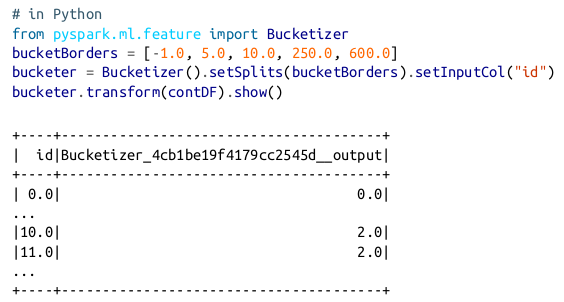 # in Python
from pyspark.ml.feature import Bucketizer
bucketBorders = [-1.0, 5.0, 10.0, 250.0, 600.0]
bucketer = Bucketizer().setSplits(bucketBorders).setInputCol("id")
bucketer.transform(contDF).show()
+----+---------------------------------------+
|  id|Bucketizer_4cb1be19f4179cc2545d__output|
+----+---------------------------------------+
| 0.0|                                    0.0|
...
|10.0|                                    2.0|
|11.0|                                    2.0|
...
+----+---------------------------------------+